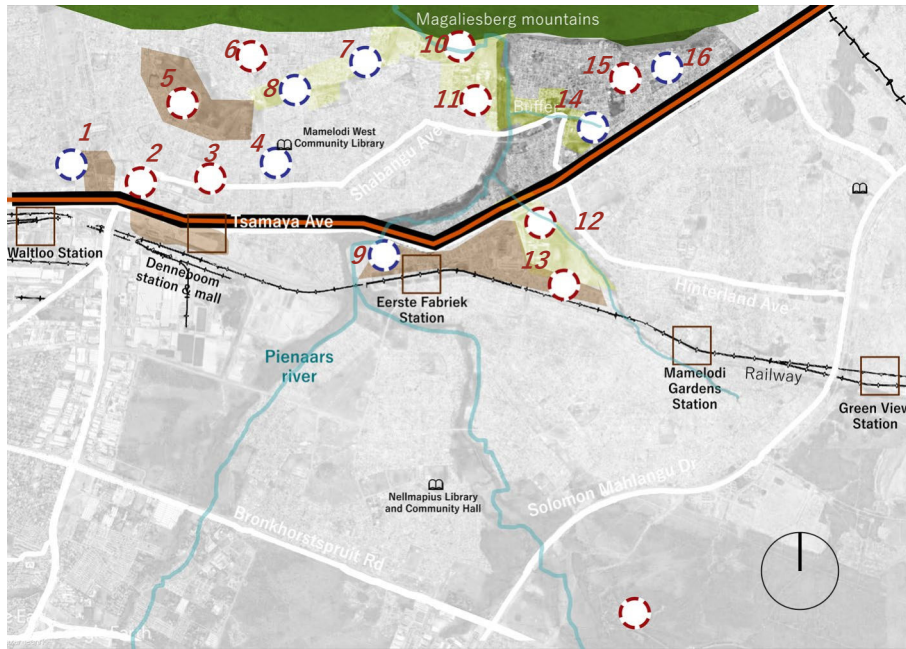 Magaliesberg mountains
6
7
10
16
15
8
5
11
14
Buffer
1
4
Mamelodi West
Community Library
2
3
Shabangu Ave
Tsamaya Ave
12
Waltloo Station
9
13
Denneboom
station & mall
Hinterland Ave
Eerste Fabriek
Station
Pienaars
river
Mamelodi
Gardens
Station
Railway
Green View
Station
Solomon Mahlangu Dr
Nellmapius Library
and Community Hall
Bronkhorstspruit Rd